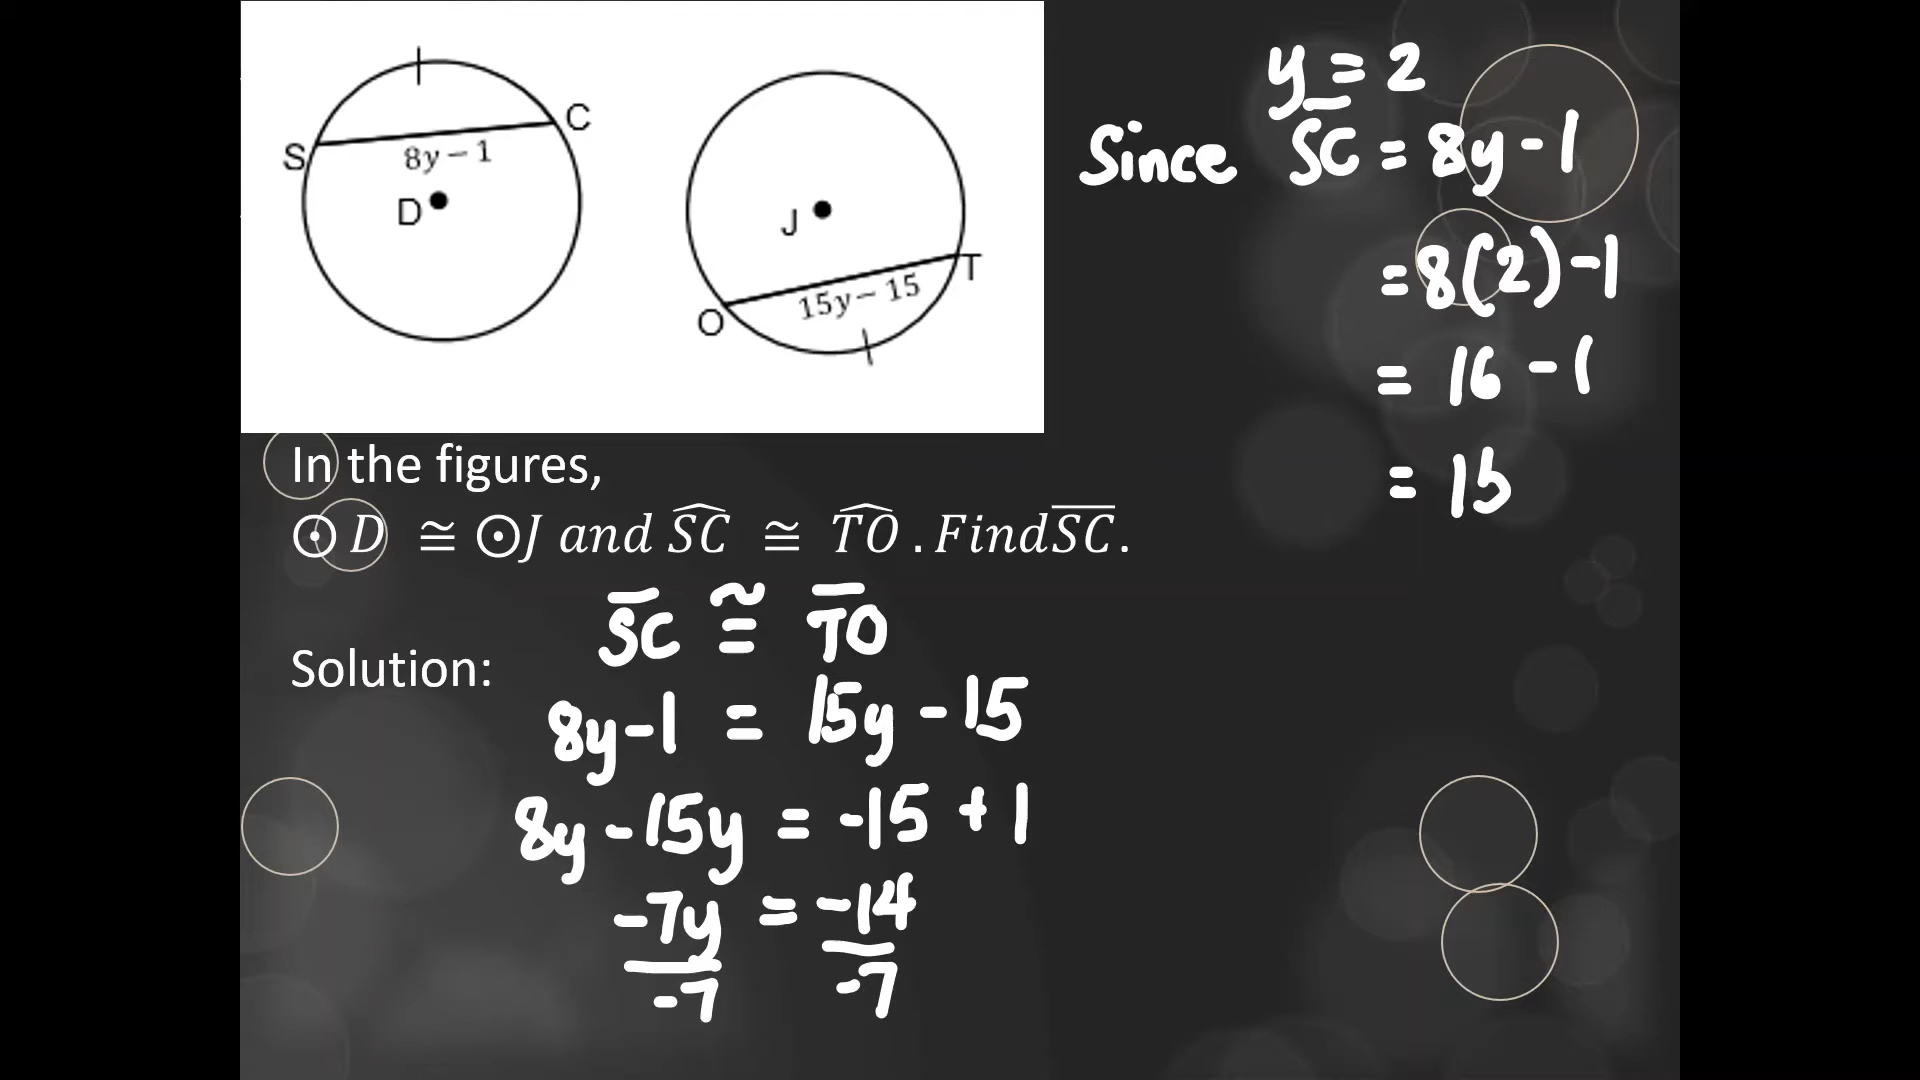 S
C
8y − 1
D
J
T
15y − 15
O
In the figures,
⊙ D ≅ ⊙J and S͡C ≅ T͡O . Find S̅C̅.
Solution:
S̅C̅ ≅ T̅O̅
8y - 1 = 15y - 15
8y - 15y = -15 + 1
-7y = -14
-7 -7
y = 2
Since S̅C̅ = 8y - 1
= 8(2) - 1
= 16 - 1
= 15